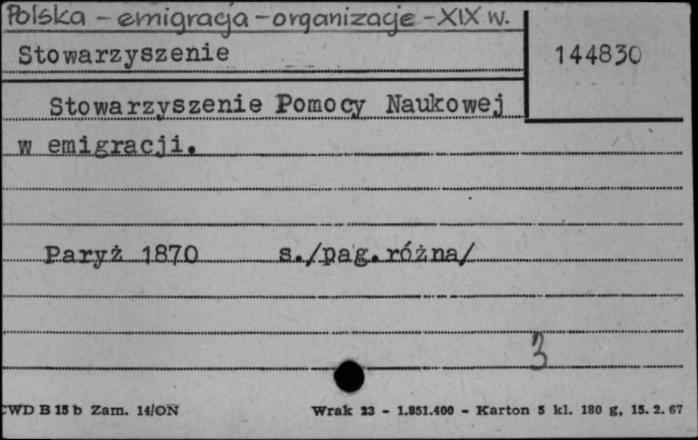 Polska - emigracja - organizacje - XIX w.
Stowarzyszenie
144830
Stowarzyszenie Pomocy Naukowej
w emigracji.
Paryż 1870 s./pag.różna/
3
CWD B 15 b Zam. 14/ON
Wrak 23 - 1.851.400 - Karton 5 kl. 180 g, 15. 2. 67